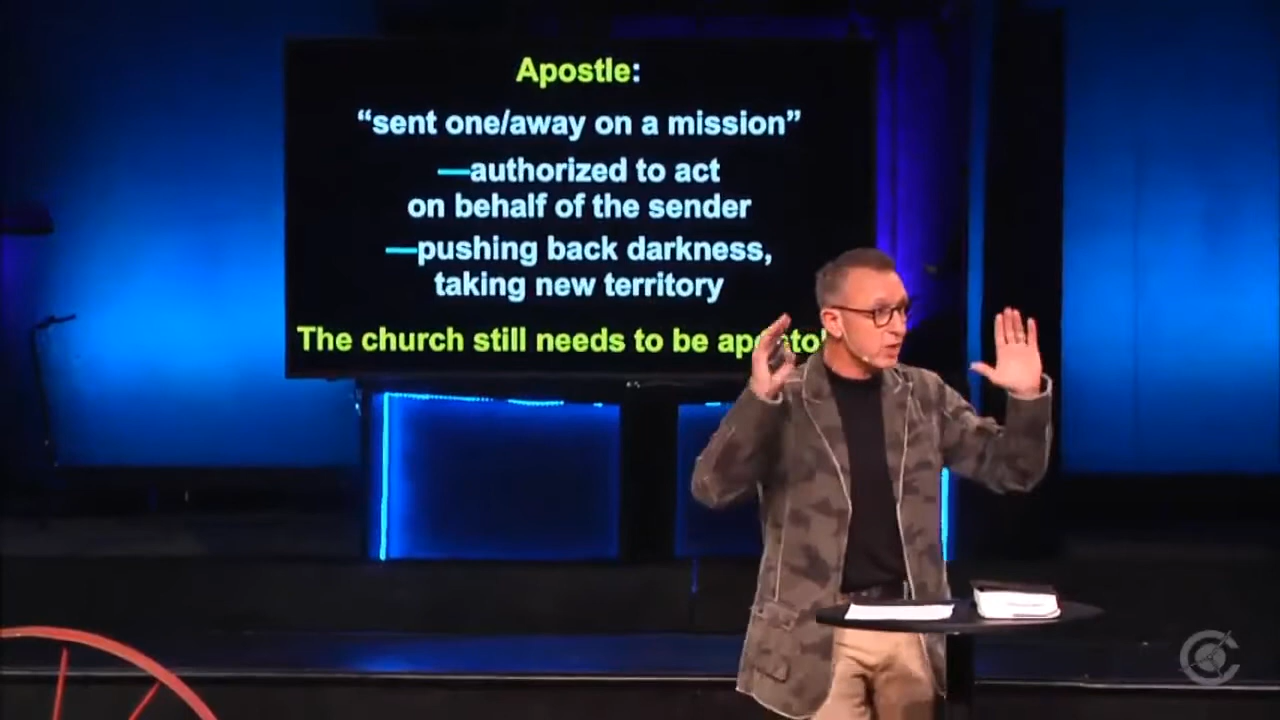 Apostle:
“sent one/away on a mission”
—authorized to act
on behalf of the sender
—pushing back darkness,
taking new territory
The church still needs to be